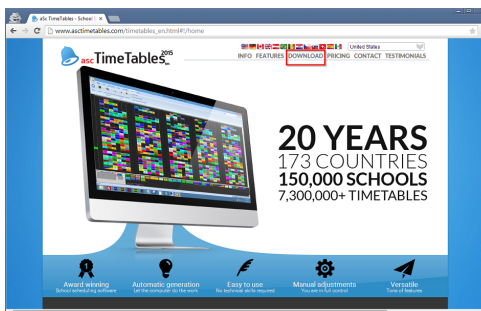 aSc TimeTables - School S
www.asctimetables.com/timetables_en.html#!/home
asc TimeTables 2015
United States
INFO FEATURES DOWNLOAD PRICING CONTACT TESTIMONIALS
20 YEARS
173 COUNTRIES
150,000 SCHOOLS
7,300,000+ TIMETABLES
1
Award winning
School scheduling software
Automatic generation
Let the computer do the work
Easy to use
No technical skills required
Manual adjustments
You are in full control
Versatile
Tons of features